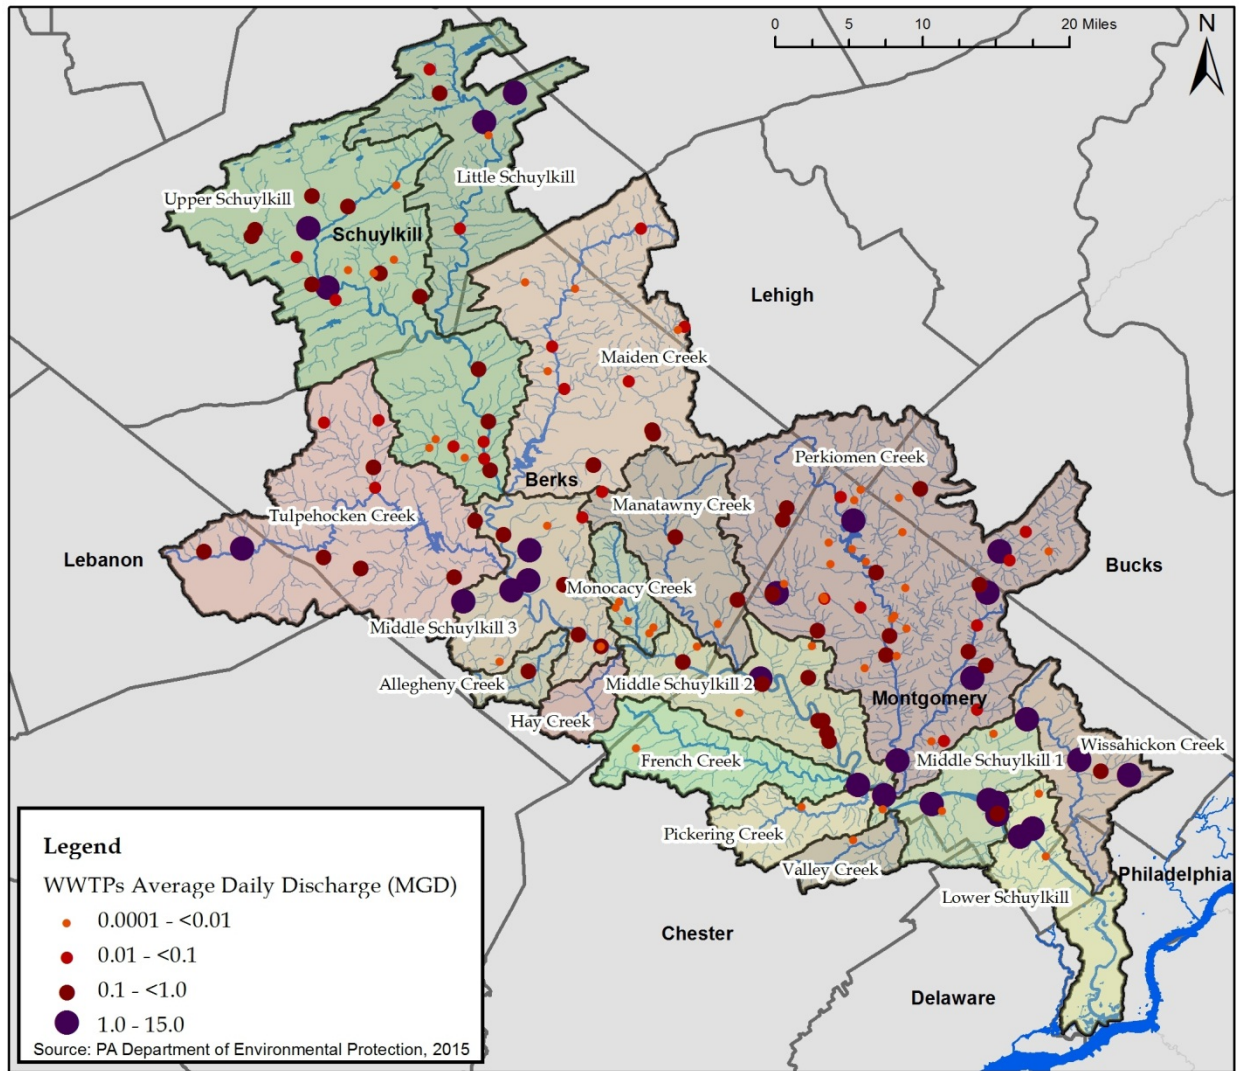 0 5 10 20 Miles
N
Little Schuylkill
Upper Schuylkill
Schuylkill
Lehigh
Maiden Creek
Perkiomen Creek
Berks
Manatawny Creek
Tulpehocken Creek
Lebanon
Bucks
Monocacy Creek
Middle Schuylkill 3
Allegheny Creek
Middle Schuylkill 2
Montgomery
Hay Creek
Wissahickon Creek
French Creek
Middle Schuylkill 1
Pickering Creek
Valley Creek
Philadelphia
Lower Schuylkill
Chester
Delaware
Legend
WWTPs Average Daily Discharge (MGD)
0.0001 - <0.01
0.01 - <0.1
0.1 - <1.0
1.0 - 15.0
Source: PA Department of Environmental Protection, 2015